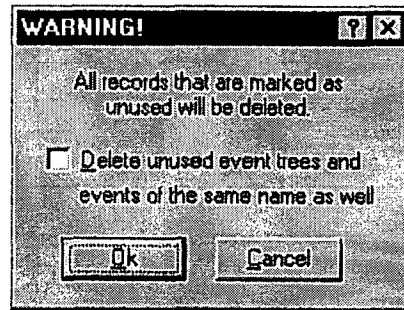 WARNING!
All records that are marked as
unused will be deleted.
Delete unused event trees and
events of the same name as well
Ok
Cancel